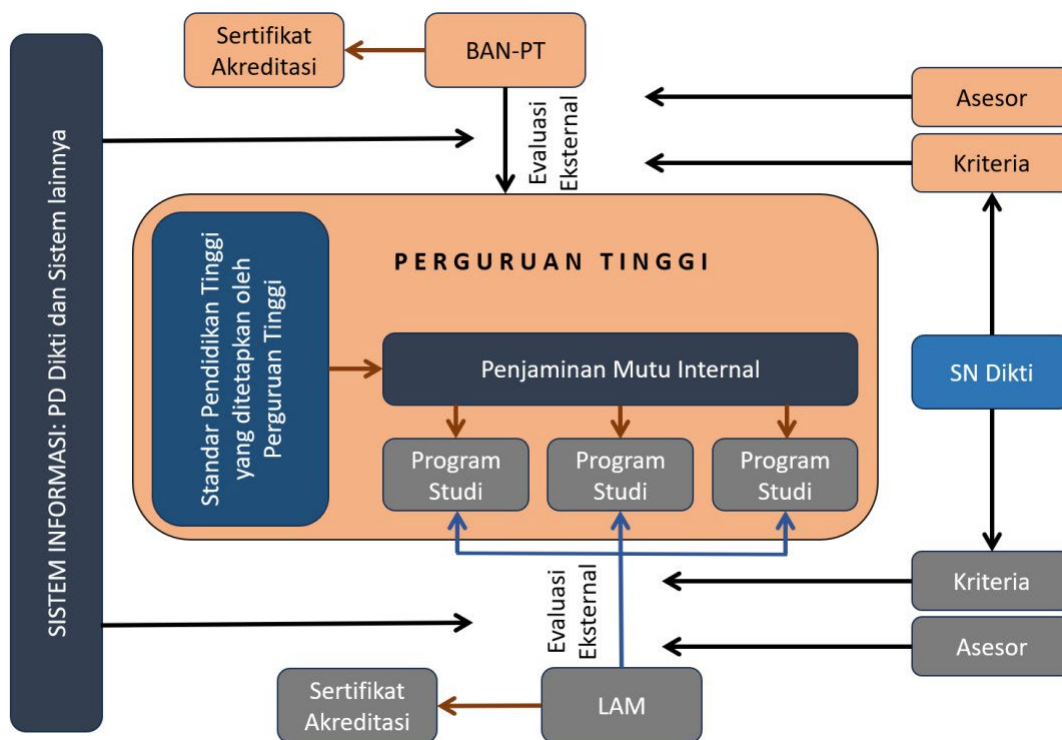 SISTEM INFORMASI: PD Dikti dan Sistem lainnya
Sertifikat
Akreditasi
BAN-PT
Evaluasi
Eksternal
Asesor
Kriteria
Standar Pendidikan Tinggi
yang ditetapkan oleh
Perguruan Tinggi
PERGURUAN TINGGI
Penjaminan Mutu Internal
Program
Studi
Program
Studi
Program
Studi
SN Dikti
Evaluasi
Eksternal
Kriteria
Asesor
Sertifikat
Akreditasi
LAM